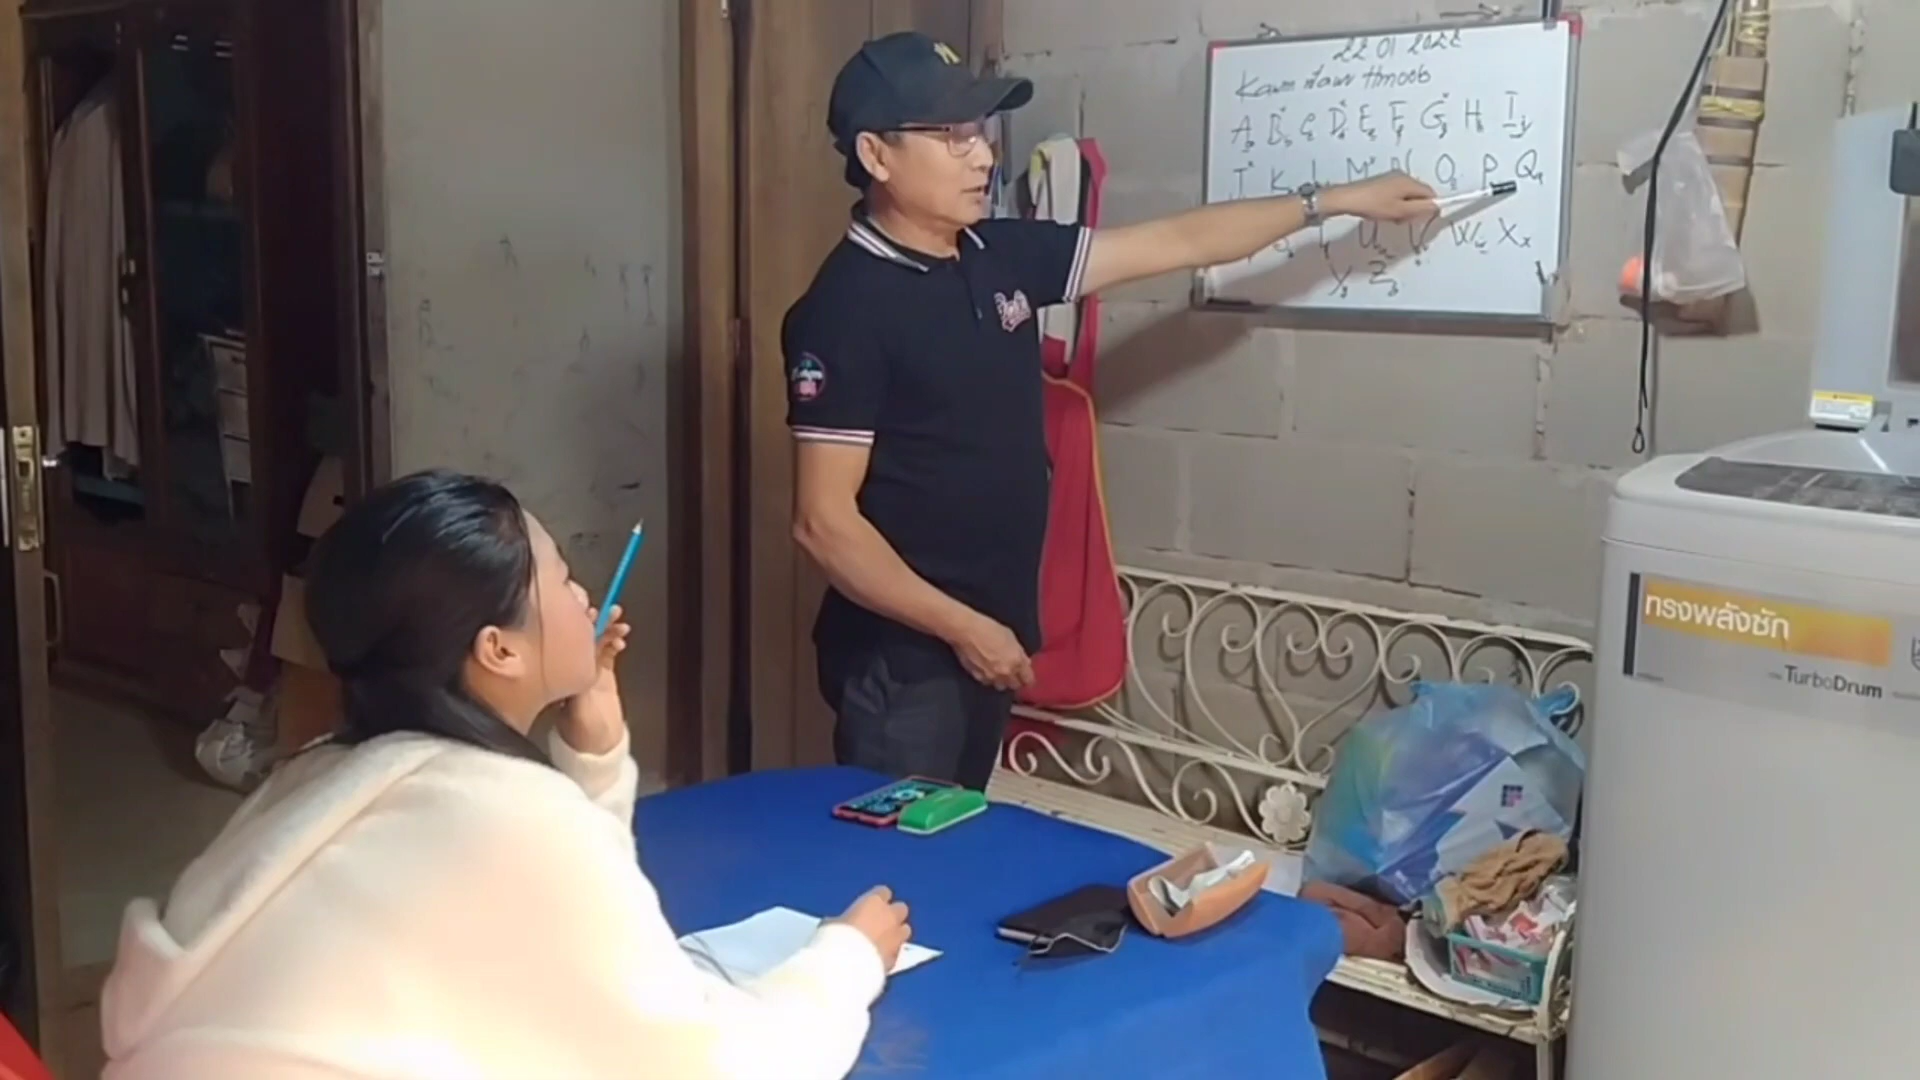 22 01 2022
Kawm ntawv Hmoob
A a B b C c D d E e F f G g H h I i
J K L M N O o P Q q
S T U V W X x
Y y Z z
ทรงพลังซัก
TurboDrum